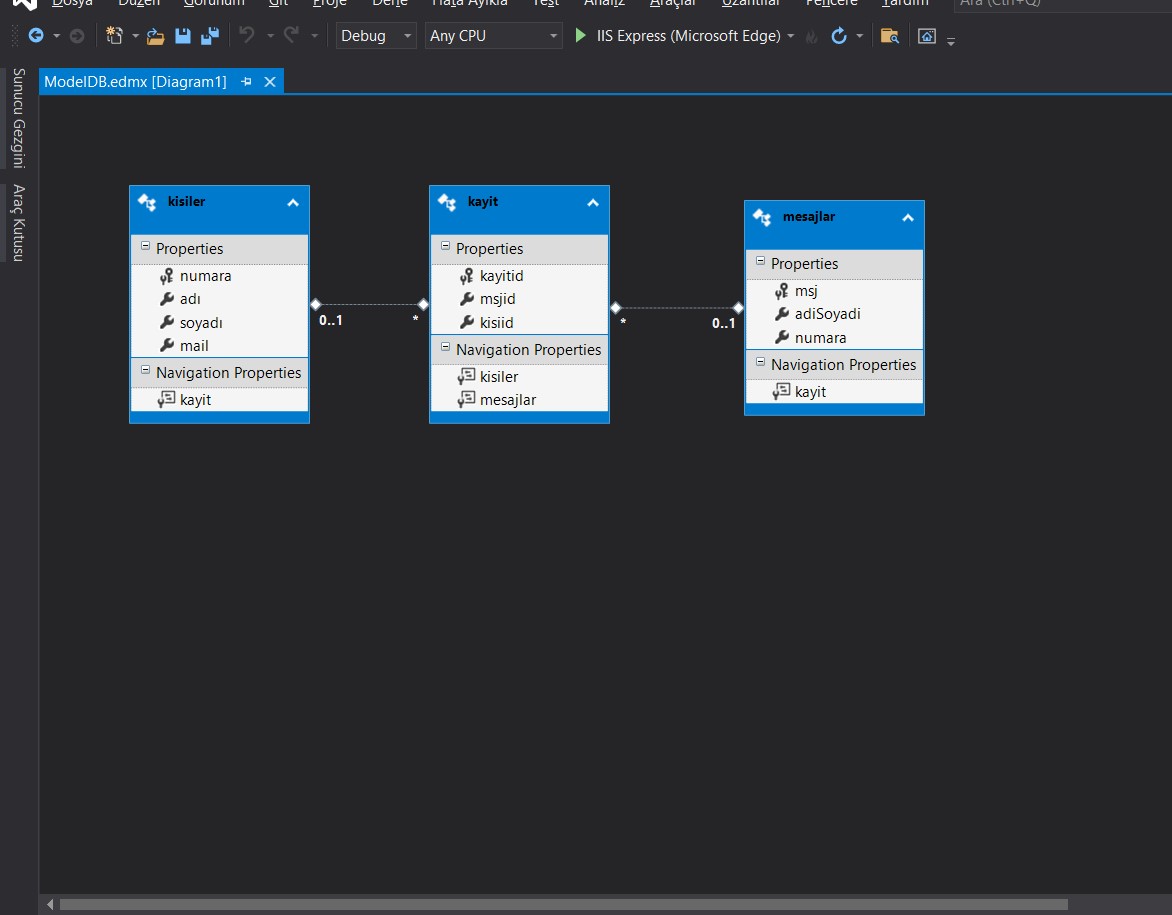 Dosya Düzen Görünüm Git Proje Derle Hata Ayıkla Test Analiz Araçlar Uzantılar Pencere Yardım Ara (Ctrl+Q)
Debug Any CPU IIS Express (Microsoft Edge)
Sunucu Gezgini
Araç Kutusu
ModelDB.edmx [Diagram1]
kisiler
Properties
numara
adı
soyadı
mail
Navigation Properties
kayit
0..1
*
kayit
Properties
kayitid
msjid
kisiid
Navigation Properties
kisiler
mesajlar
*
0..1
mesajlar
Properties
msj
adiSoyadi
numara
Navigation Properties
kayit